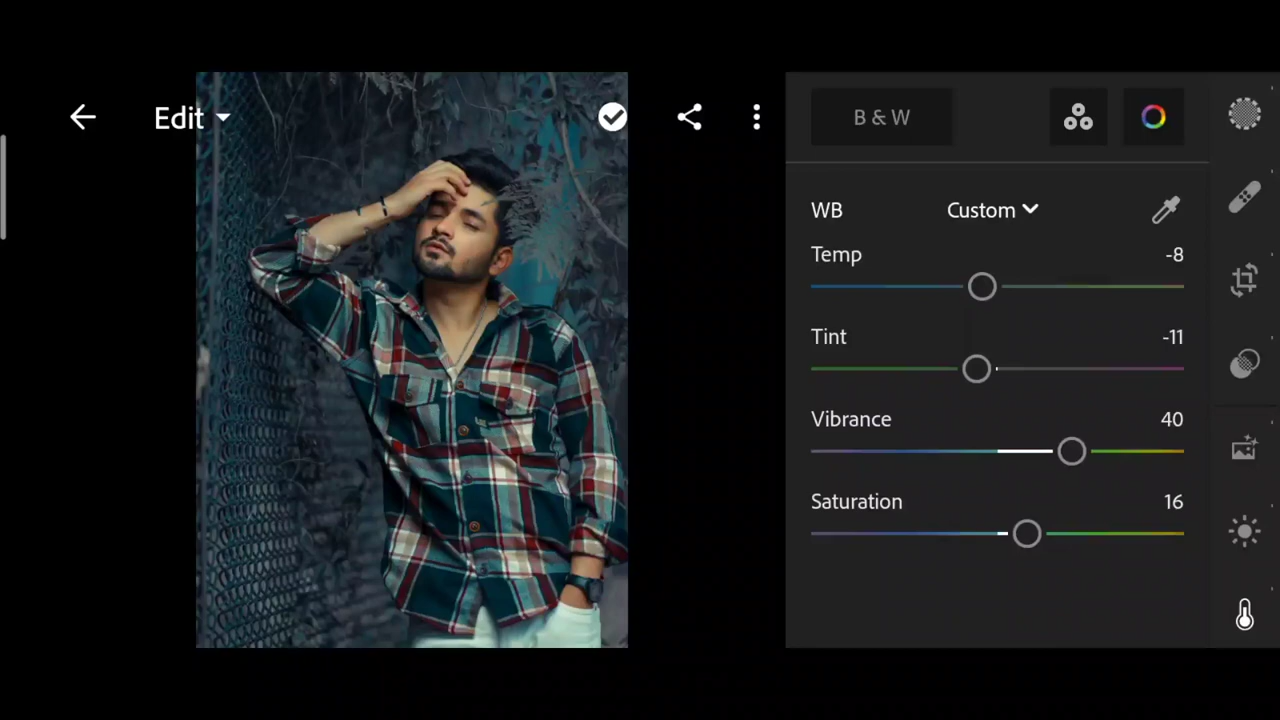 Edit
B & W
WB Custom
Temp -8
Tint -11
Vibrance 40
Saturation 16